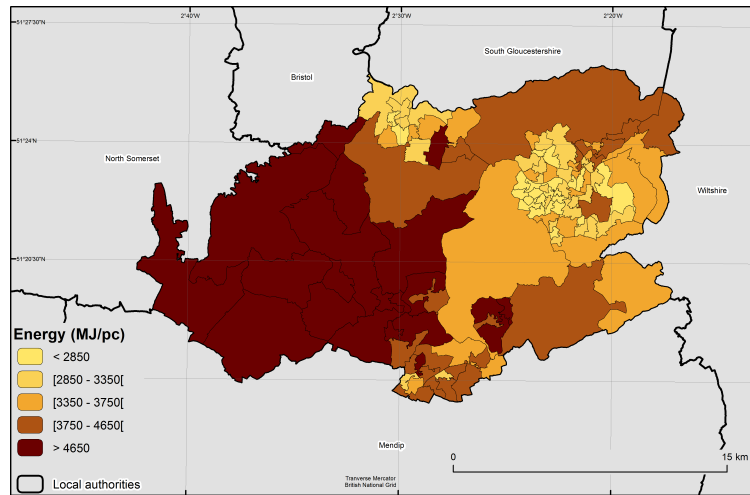 2°40'W
2°30'W
2°20'W
51°27'30"N
South Gloucestershire
Bristol
51°24'N
North Somerset
Wiltshire
51°20'30"N
Energy (MJ/pc)
< 2850
[2850 - 3350[
[3350 - 3750[
[3750 - 4650[
> 4650
Mendip
0
15 km
Tranverse Mercator
British National Grid
Local authorities